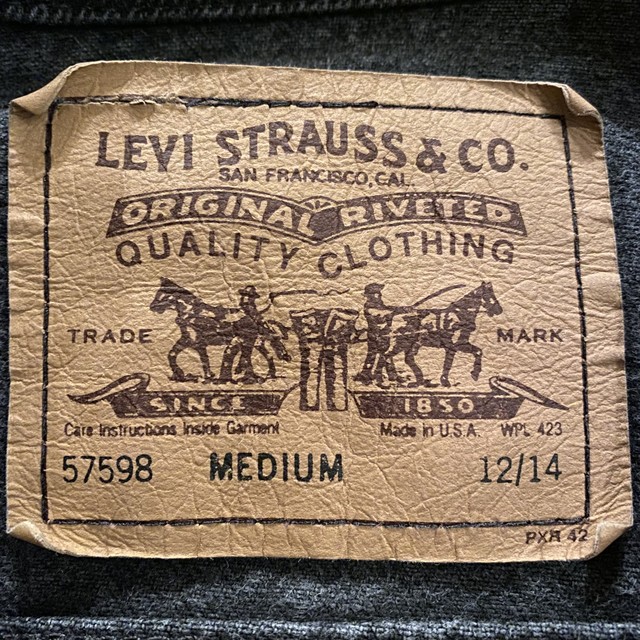 LEVI STRAUSS & CO.
SAN FRANCISCO, CAL.
ORIGINAL RIVETED
QUALITY CLOTHING
TRADE MARK
SINCE 1850
Care Instructions Inside Garment Made in U.S.A. WPL 423
57598 MEDIUM 12/14
PXR 42